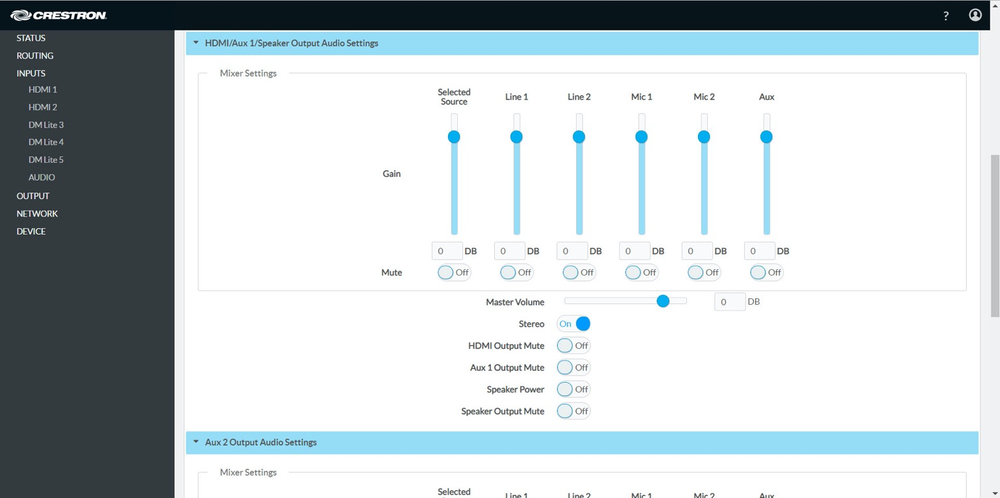 CRESTRON
?
STATUS
ROUTING
INPUTS
HDMI 1
HDMI 2
DM Lite 3
DM Lite 4
DM Lite 5
AUDIO
OUTPUT
NETWORK
DEVICE
HDMI/Aux 1/Speaker Output Audio Settings
Mixer Settings
Selected Source Line 1 Line 2 Mic 1 Mic 2 Aux
Gain
0 DB 0 DB 0 DB 0 DB 0 DB 0 DB
Mute Off Off Off Off Off Off
Master Volume 0 DB
Stereo On
HDMI Output Mute Off
Aux 1 Output Mute Off
Speaker Power Off
Speaker Output Mute Off
Aux 2 Output Audio Settings
Mixer Settings
Selected Line 1 Line 2 Mic 1 Mic 2 Aux